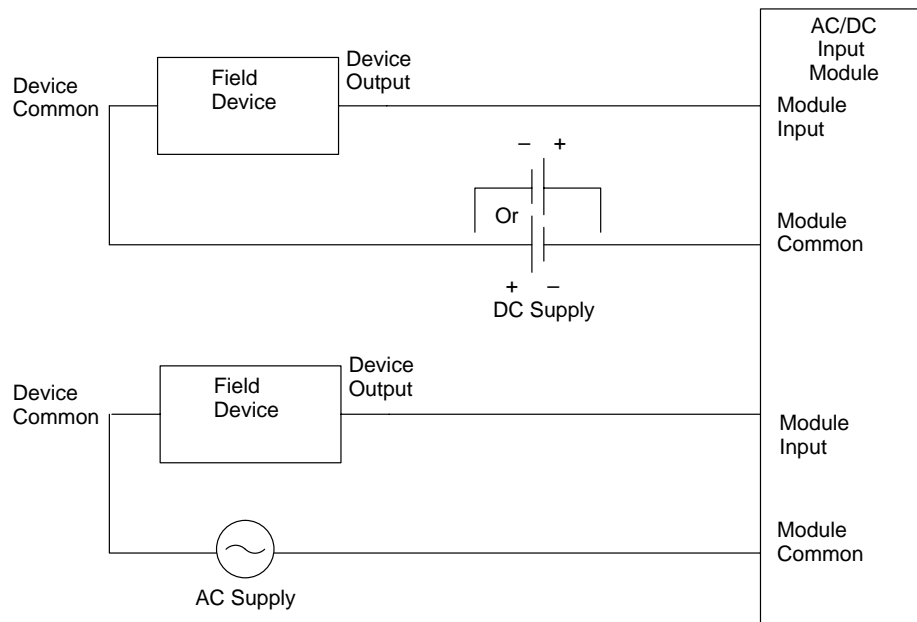 AC/DC
Input
Module
Device
Common
Field
Device
Device
Output
Module
Input
– +
Or
Module
Common
+ –
DC Supply
Device
Common
Field
Device
Device
Output
Module
Input
AC Supply
Module
Common